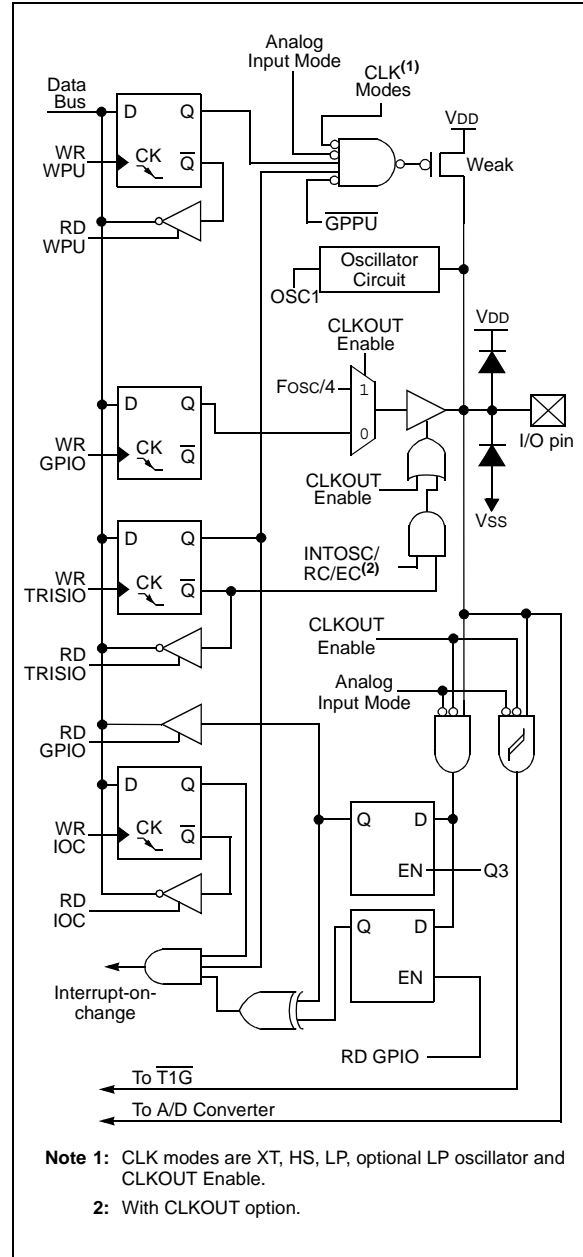 Analog
Input Mode
CLK(1)
Modes
Data
Bus
D Q
VDD
WR
WPU
CK Q
Weak
RD
WPU
GPPU
Oscillator
Circuit
OSC1
CLKOUT
Enable
VDD
FOSC/4
1
D Q
0
I/O pin
WR
GPIO
CK Q
CLKOUT
Enable
VSS
D Q
INTOSC/
RC/EC(2)
WR
TRISIO
CK Q
CLKOUT
Enable
RD
TRISIO
Analog
Input Mode
RD
GPIO
D Q
Q D
WR
IOC
CK Q
EN
Q3
RD
IOC
Q D
EN
Interrupt-on-
change
RD GPIO
To T1G
To A/D Converter
Note 1: CLK modes are XT, HS, LP, optional LP oscillator and
CLKOUT Enable.
2: With CLKOUT option.